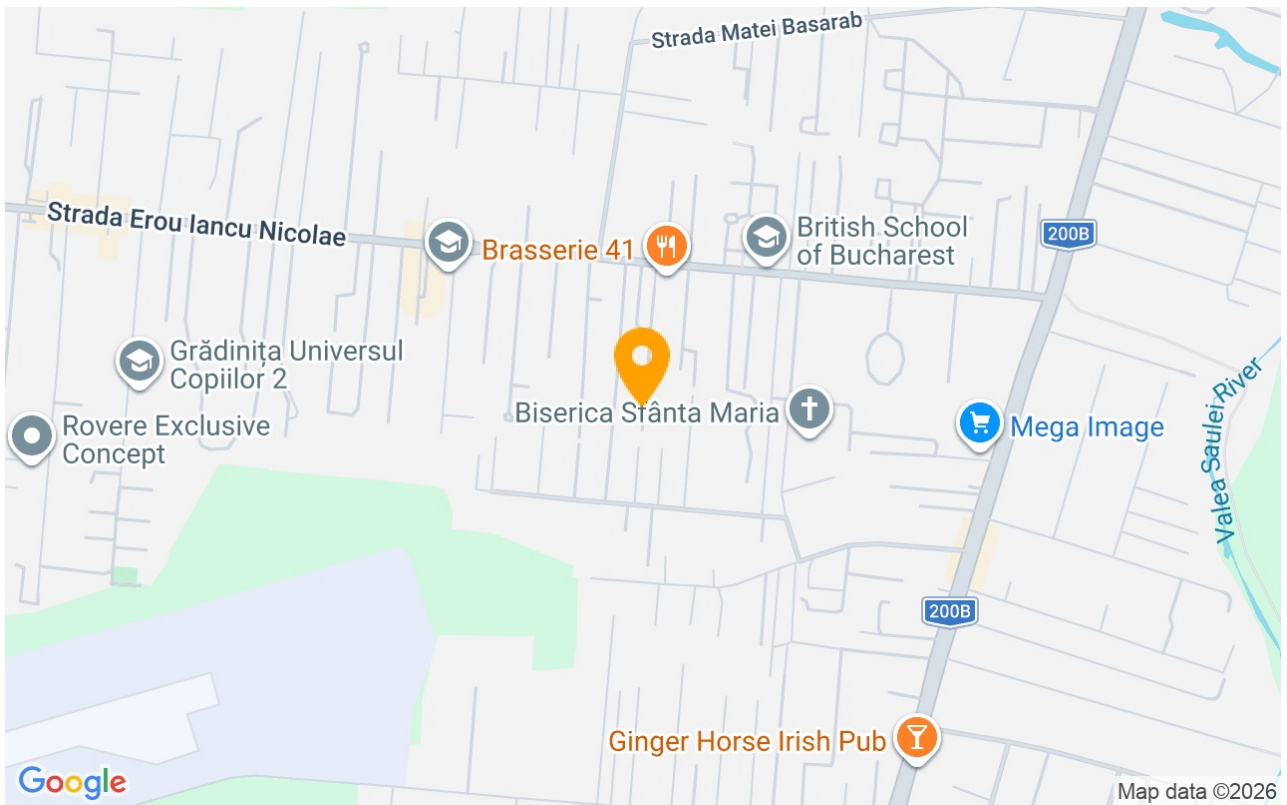 Strada Matei Basarab
Strada Erou Iancu Nicolae
Brasserie 41
British School
of Bucharest
200B
Grădinița Universul
Copiilor 2
Biserica Sfânta Maria
Rovere Exclusive
Concept
Mega Image
Valea Saulei River
200B
Ginger Horse Irish Pub
Google
Map data ©2026